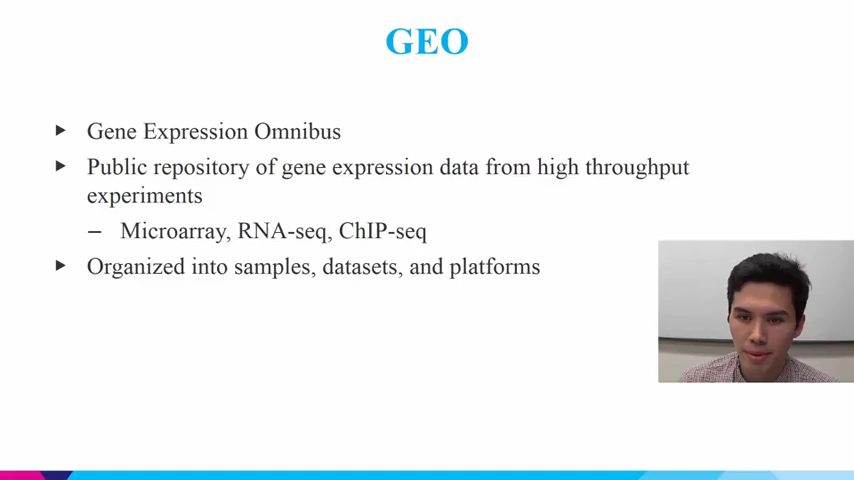 GEO
Gene Expression Omnibus
Public repository of gene expression data from high throughput
experiments
– Microarray, RNA-seq, ChIP-seq
Organized into samples, datasets, and platforms